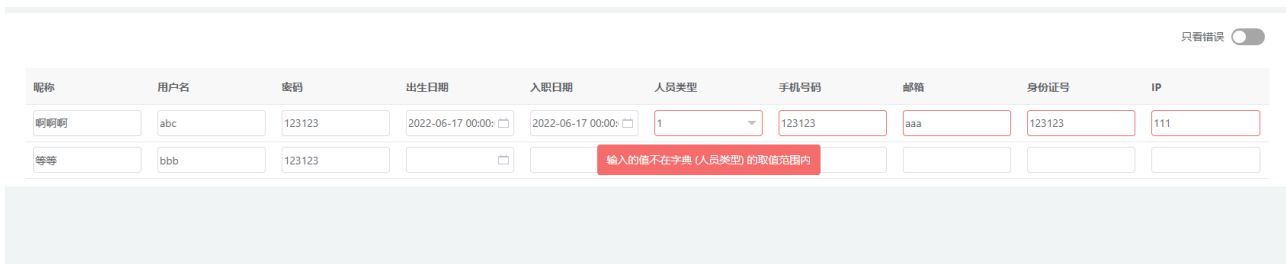 只看错误
昵称 用户名 密码 出生日期 入职日期 人员类型 手机号码 邮箱 身份证号 IP
啊啊啊 abc 123123 2022-06-17 00:00: 2022-06-17 00:00: 1 123123 aaa 123123 111
等等 bbb 123123
输入的值不在字典 (人员类型) 的取值范围内